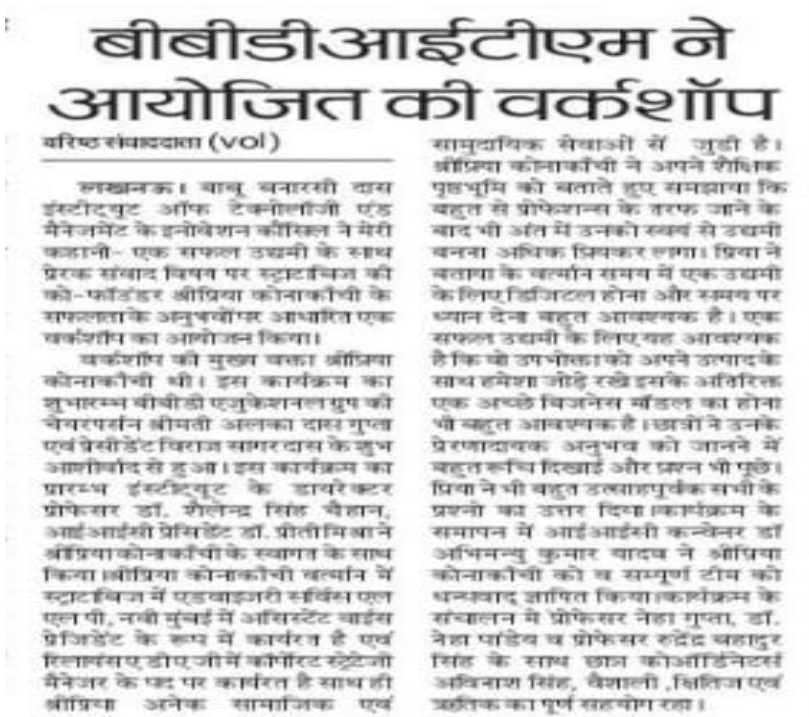 बीबीडीआईटीएम ने
आयोजित की वर्कशॉप
वरिष्ठ संवाददाता (vol)
लखनऊ। बाबू बनारसी दास
इंस्टीट्यूट ऑफ टेक्नोलॉजी एंड
मैनेजमेंट के इनोवेशन कौंसिल ने मेरी
कहानी- एक सफल उद्यमी के साथ
प्रेरक संवाद विषय पर स्ट्राटाबिज की
को-फॉउंडर श्रीप्रिया कोनाकाँची के
सफलता के अनुभवोंपर आधारित एक
वर्कशॉप का आयोजन किया।
वर्कशॉप की मुख्य वक्ता श्रीप्रिया
कोनाकाँची थी। इस कार्यक्रम का
शुभारम्भ बीबीडी एजुकेशनल ग्रुप की
चेयरपर्सन श्रीमती अलका दास गुप्ता
एवं प्रेसीडेंट विराज सागर दास के शुभ
आशीर्वाद से हुआ। इस कार्यक्रम का
प्रारम्भ इंस्टीट्यूट के डायरेक्टर
प्रोफेसर डॉ. शैलेन्द्र सिंह चैहान,
आईआईसी प्रेसिडेंट डॉ. प्रीती मिश्रा ने
श्रीप्रिया कोनाकाँची के स्वागत के साथ
किया।श्रीप्रिया कोनाकाँची वर्त्मान में
स्ट्राटाबिज में एडवाइजरी सर्विस एल
एल पी, नवी मुंबई में असिस्टेंट वाईस
प्रेजिडेंट के रूप में कार्यरत है एवं
रिलायंस ए डी ए जी में कॉर्पोरेट स्ट्रेटेजी
मैनेजर के पद पर कार्यरत है साथ ही
श्रीप्रिया अनेक सामाजिक एवं
सामुदायिक सेवाओं सें जुडी है।
श्रीप्रिया कोनाकाँची ने अपने शैक्षिक
पृष्ठभूमि को बताते हुए समझाया कि
बहुत से प्रोफेशन्स के तरफ जाने के
बाद भी अंत में उनको स्वयं से उद्यमी
बनना अधिक प्रियकर लगा। प्रिया ने
बताया के वर्त्मान समय में एक उद्यमी
के लिए डिजिटल होना और समय पर
ध्यान देना बहुत आवश्यक है। एक
सफल उद्यमी के लिए यह आवश्यक
है कि वो उपभोक्ता को अपने उत्पाद के
साथ हमेशा जोड़े रखे इसके अतिरिक्त
एक अच्छे बिजनेस मॉडल का होना
भी बहुत आवश्यक है। छात्रों ने उनके
प्रेरणादायक अनुभव को जानने में
बहुत रूचि दिखाई और प्रश्न भी पूछे।
प्रिया ने भी बहुत उत्साहपूर्वक सभी के
प्रश्नो का उत्तर दिया।कार्यक्रम के
समापन में आईआईसी कन्वेनर डॉ
अभिमन्यु कुमार यादव ने श्रीप्रिया
कोनाकाँची को व सम्पूर्ण टीम को
धन्यवाद ज्ञापित किया।कार्यक्रम के
संचालन में प्रोफेसर नेहा गुप्ता, डॉ.
नेहा पांडेय व प्रोफेसर रुद्रेंद्र बहादुर
सिंह के साथ छात्र कोऑर्डिनेटर्स
अविनाश सिंह, वैशाली ,क्षितिज एवं
ऋतिक का पूर्ण सहयोग रहा।